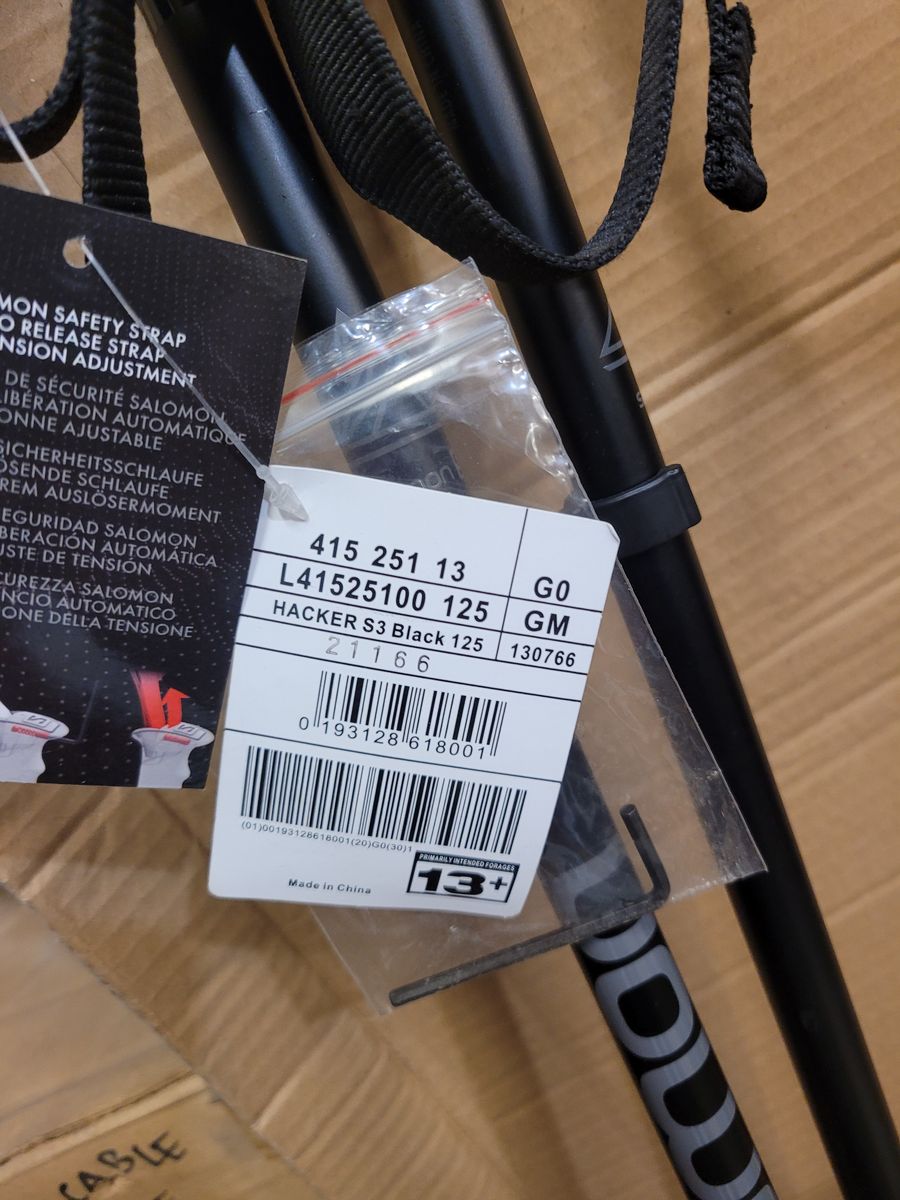 MON SAFETY STRAP
O RELEASE STRAP
NSION ADJUSTMENT
DE SÉCURITÉ SALOMON
LIBÉRATION AUTOMATIQUE
ONNE AJUSTABLE
SICHERHEITSSCHLAUFE
ÖSENDE SCHLAUFE
REM AUSLÖSERMOMENT
EGURIDAD SALOMON
BERACIÓN AUTOMÁTICA
USTE DE TENSIÓN
CUREZZA SALOMON
NCIO AUTOMATICO
ONE DELLA TENSIONE
415 251 13
G0
L41525100 125
GM
HACKER S3 Black 125
130766
21166
0 193128 618001
(01)00193128618001(20)G0(30)1
PRIMARILY INTENDED FOR AGES
13+
Made in China
CABLE